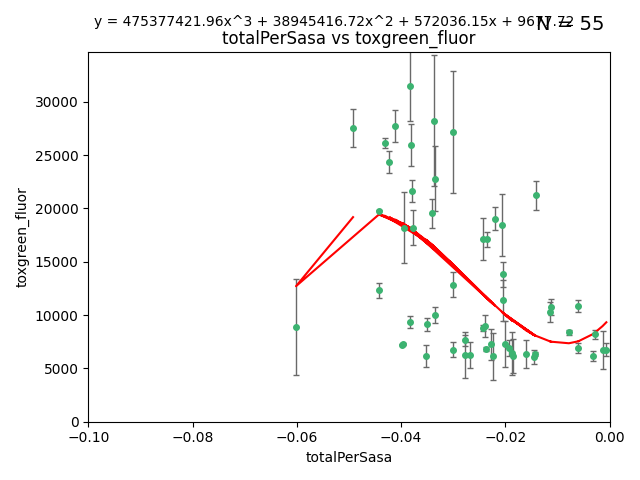 y = 475377421.96x^3 + 38945416.72x^2 + 572036.15x +
N = 55
totalPerSasa vs toxgreen_fluor
30000
25000
20000
15000
10000
5000
0
toxgreen_fluor
−0.10
−0.08
−0.06
−0.04
−0.02
0.00
totalPerSasa